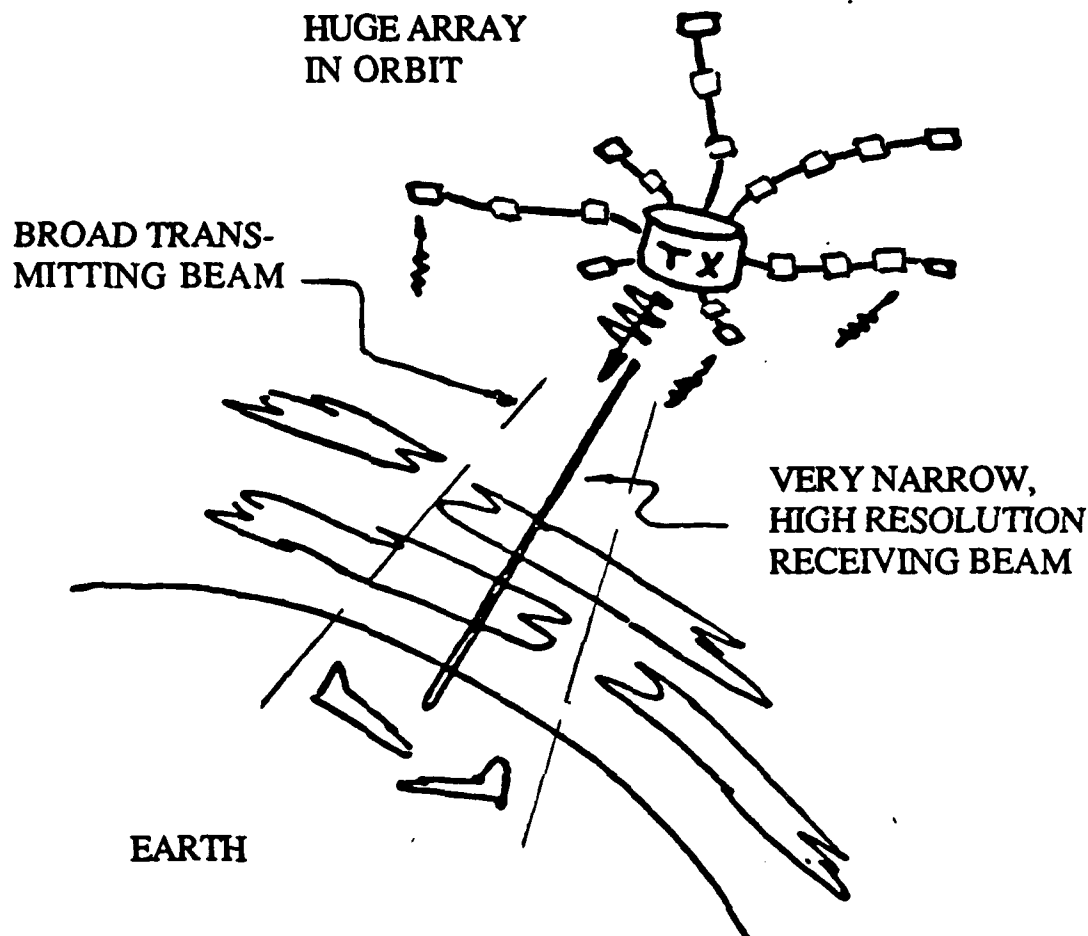 HUGE ARRAY
IN ORBIT
BROAD TRANS-
MITTING BEAM
TX
VERY NARROW,
HIGH RESOLUTION
RECEIVING BEAM
EARTH